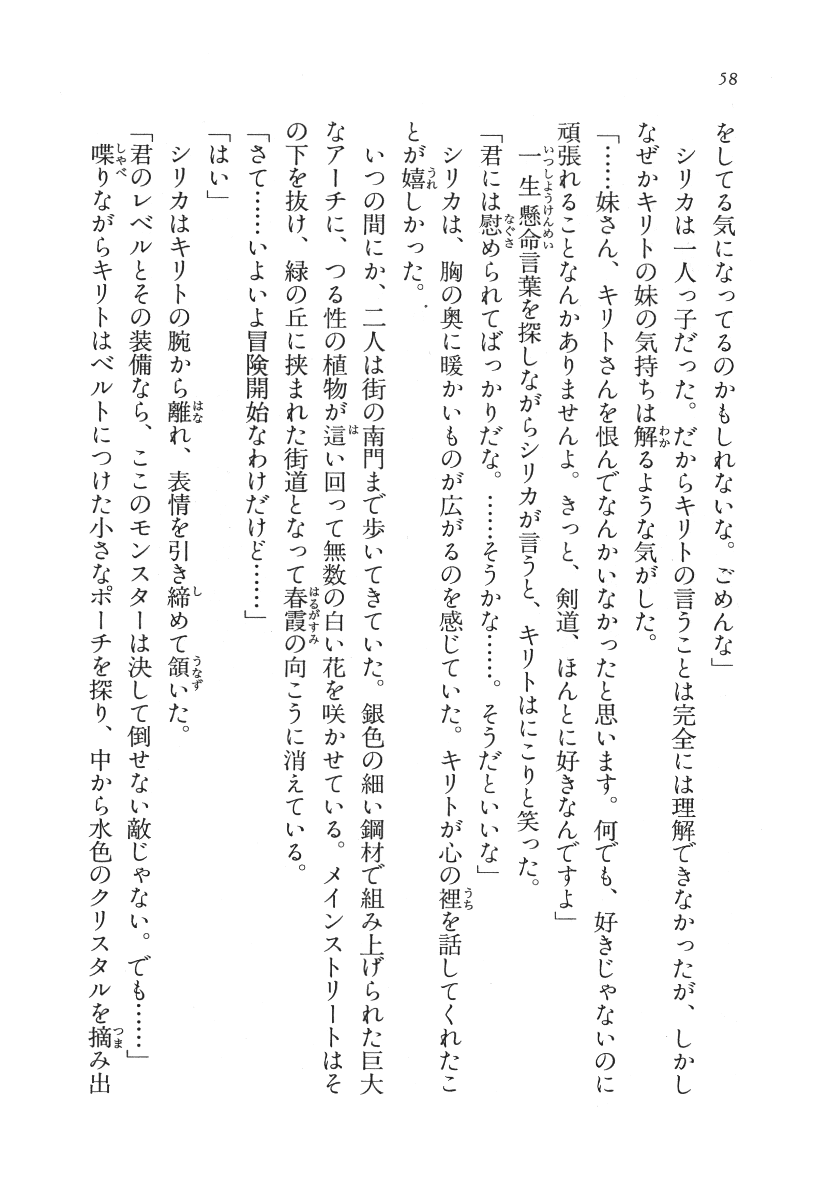 58
をしてる気になってるのかもしれないな。ごめんな」
シリカは一人っ子だった。だからキリトの言うことは完全には理解できなかったが、しかし
なぜかキリトの妹の気持ちは解るような気がした。
「……妹さん、キリトさんを恨んでなんかいなかったと思います。何でも、好きじゃないのに
頑張れることなんかありませんよ。きっと、剣道、ほんとに好きなんですよ」
一生懸命言葉を探しながらシリカが言うと、キリトはにこりと笑った。
「君には慰められてばっかりだな。……そうかな……。そうだといいな」
シリカは、胸の奥に暖かいものが広がるのを感じていた。キリトが心の裡を話してくれたこ
とが嬉しかった。
いつの間にか、二人は街の南門まで歩いてきていた。銀色の細い鋼材で組み上げられた巨大
なアーチに、つる性の植物が這い回って無数の白い花を咲かせている。メインストリートはそ
の下を抜け、緑の丘に挟まれた街道となって春霞の向こうに消えている。
「さて……いよいよ冒険開始なわけだけど……」
「はい」
シリカはキリトの腕から離れ、表情を引き締めて頷いた。
「君のレベルとその装備なら、ここのモンスターは決して倒せない敵じゃない。でも……」
喋りながらキリトはベルトにつけた小さなポーチを探り、中から水色のクリスタルを摘み出